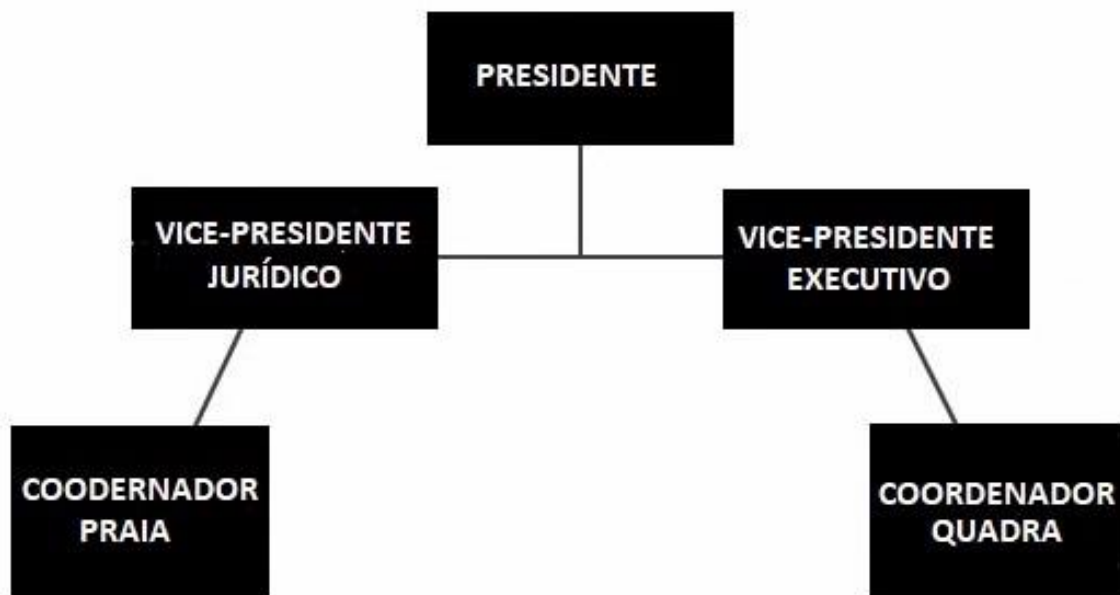 PRESIDENTE
VICE-PRESIDENTE
JURÍDICO
VICE-PRESIDENTE
EXECUTIVO
COODERNADOR
PRAIA
COORDENADOR
QUADRA